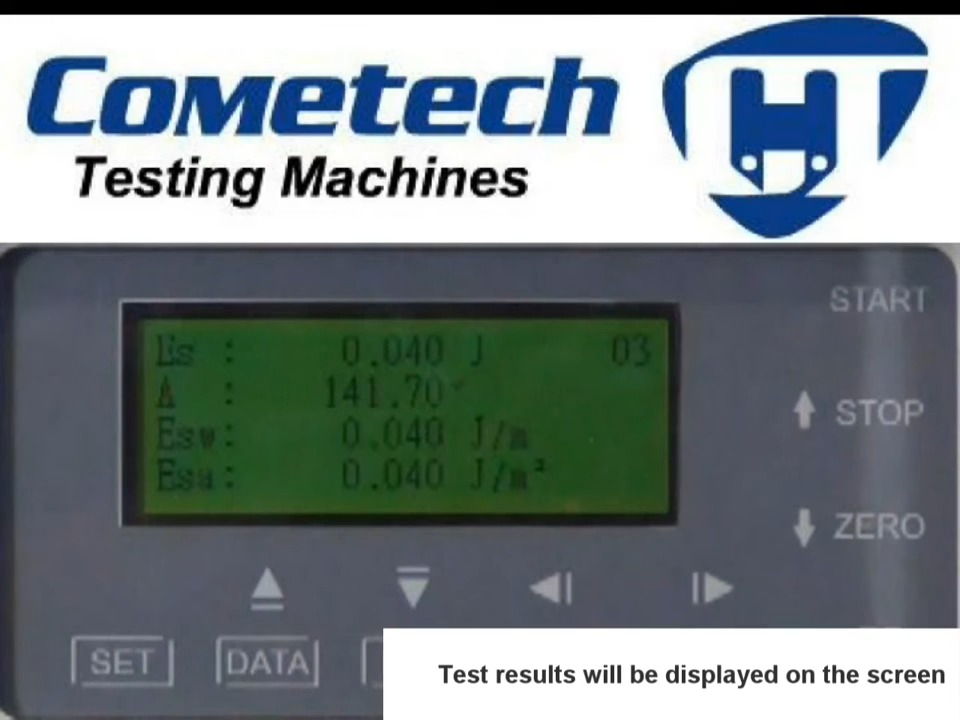 Cometech
Testing Machines
START
Es : 0.040 J 03
Δ : 141.70°
STOP
Esw: 0.040 J/m
Esa: 0.040 J/m²
ZERO
SET DATA
Test results will be displayed on the screen